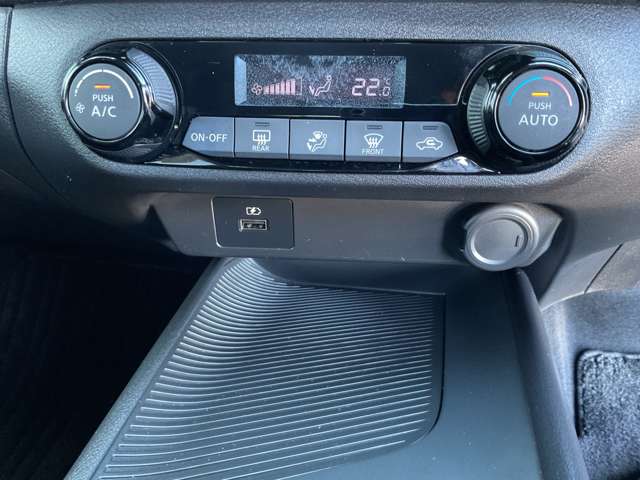 PUSH
A/C
22.0
°C
PUSH
AUTO
ON·OFF
REAR
FRONT